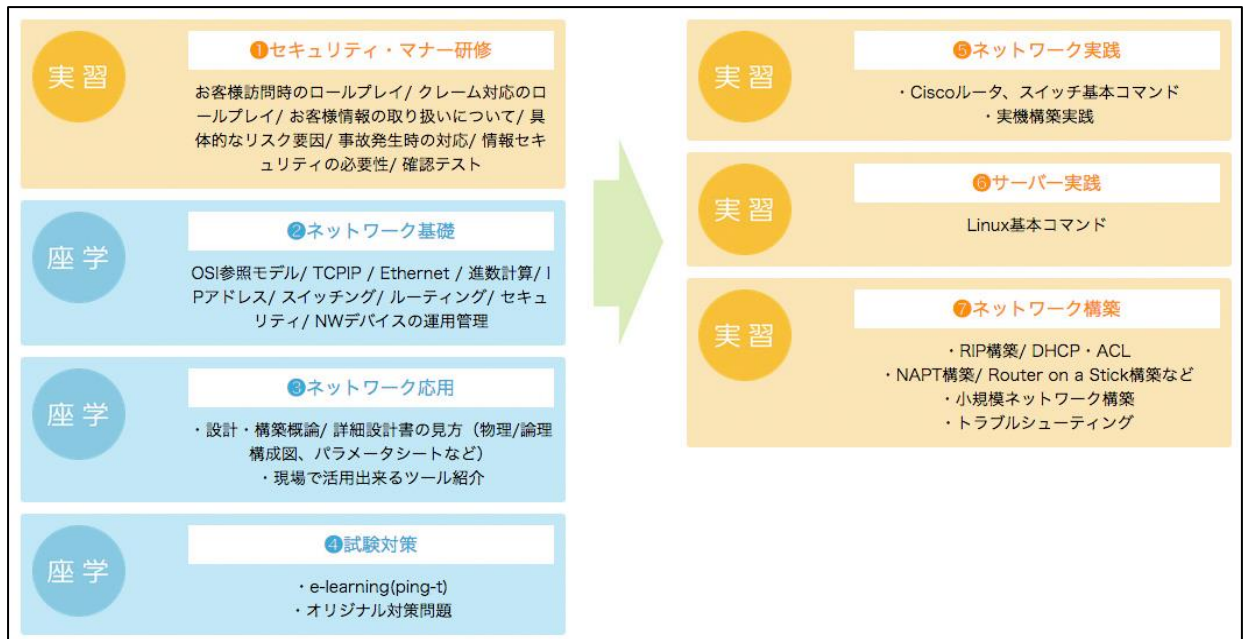 実習
❶セキュリティ・マナー研修
お客様訪問時のロールプレイ/ クレーム対応のロ
ールプレイ/ お客様情報の取り扱いについて/ 具
体的なリスク要因/ 事故発生時の対応/ 情報セキ
ュリティの必要性/ 確認テスト
座学
❷ネットワーク基礎
OSI参照モデル/ TCPIP / Ethernet / 進数計算/ I
Pアドレス/ スイッチング/ ルーティング/ セキュ
リティ/ NWデバイスの運用管理
座学
❸ネットワーク応用
・設計・構築概論/ 詳細設計書の見方（物理/論理
構成図、パラメータシートなど）
・現場で活用出来るツール紹介
座学
❹試験対策
・e-learning(ping-t)
・オリジナル対策問題
実習
❺ネットワーク実践
・Ciscoルータ、スイッチ基本コマンド
・実機構築実践
実習
❻サーバー実践
Linux基本コマンド
実習
❼ネットワーク構築
・RIP構築/ DHCP・ACL
・NAPT構築/ Router on a Stick構築など
・小規模ネットワーク構築
・トラブルシューティング